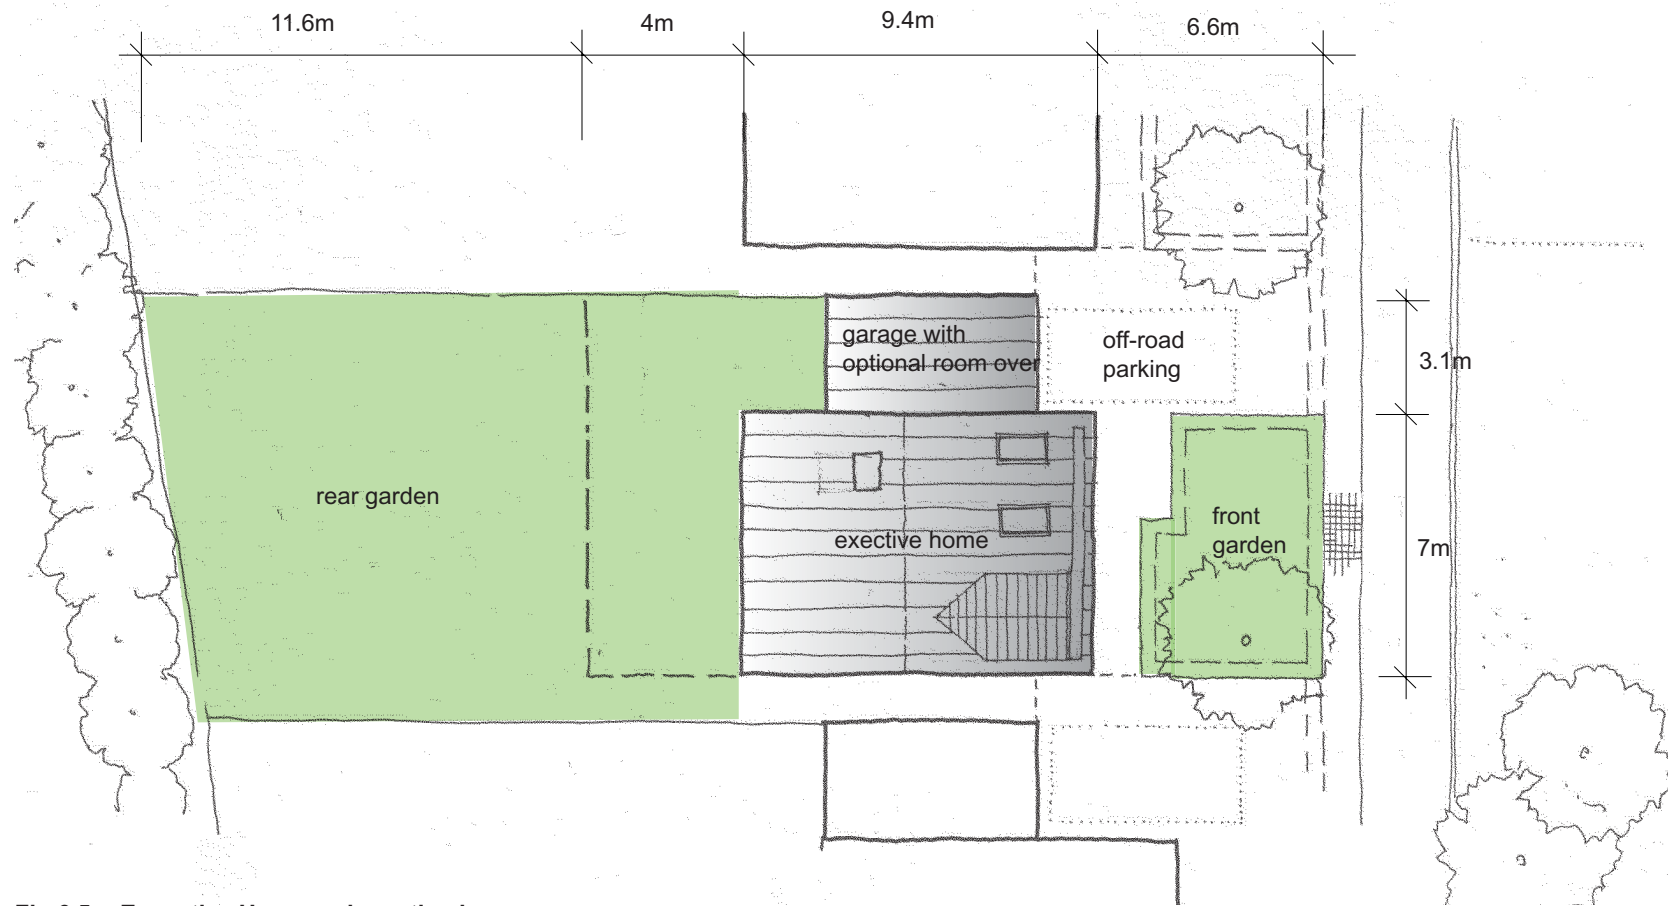 11.6m
4m
9.4m
6.6m
garage with
optional room over
off-road
parking
3.1m
rear garden
exective home
front
garden
7m